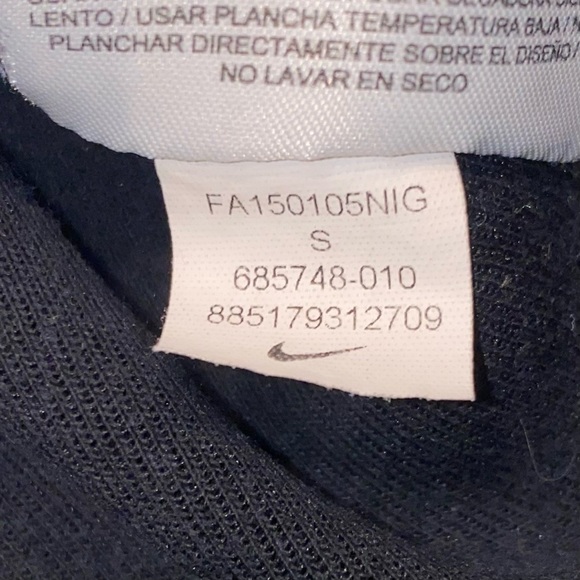 LENTO / USAR PLANCHA TEMPERATURA BAJA / 
PLANCHAR DIRECTAMENTE SOBRE EL DISEÑO /
NO LAVAR EN SECO
FA150105NIG
S
685748-010
885179312709